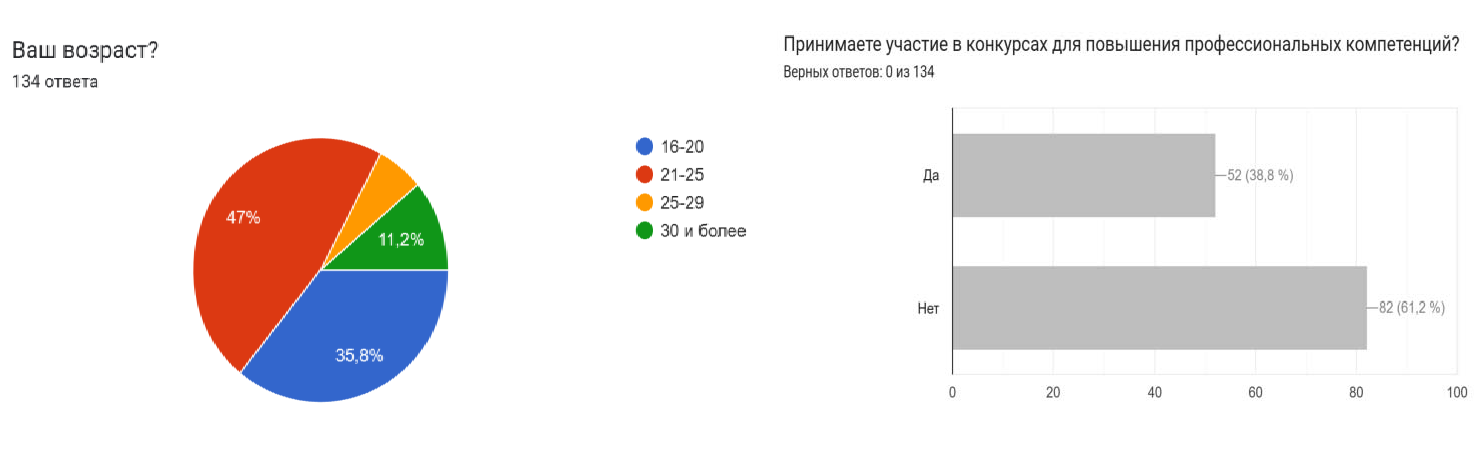 Ваш возраст?
134 ответа
16-20
21-25
25-29
30 и более
47%
11,2%
35,8%
Принимаете участие в конкурсах для повышения профессиональных компетенций?
Верных ответов: 0 из 134
Да
52 (38,8 %)
Нет
82 (61,2 %)
0 20 40 60 80 100